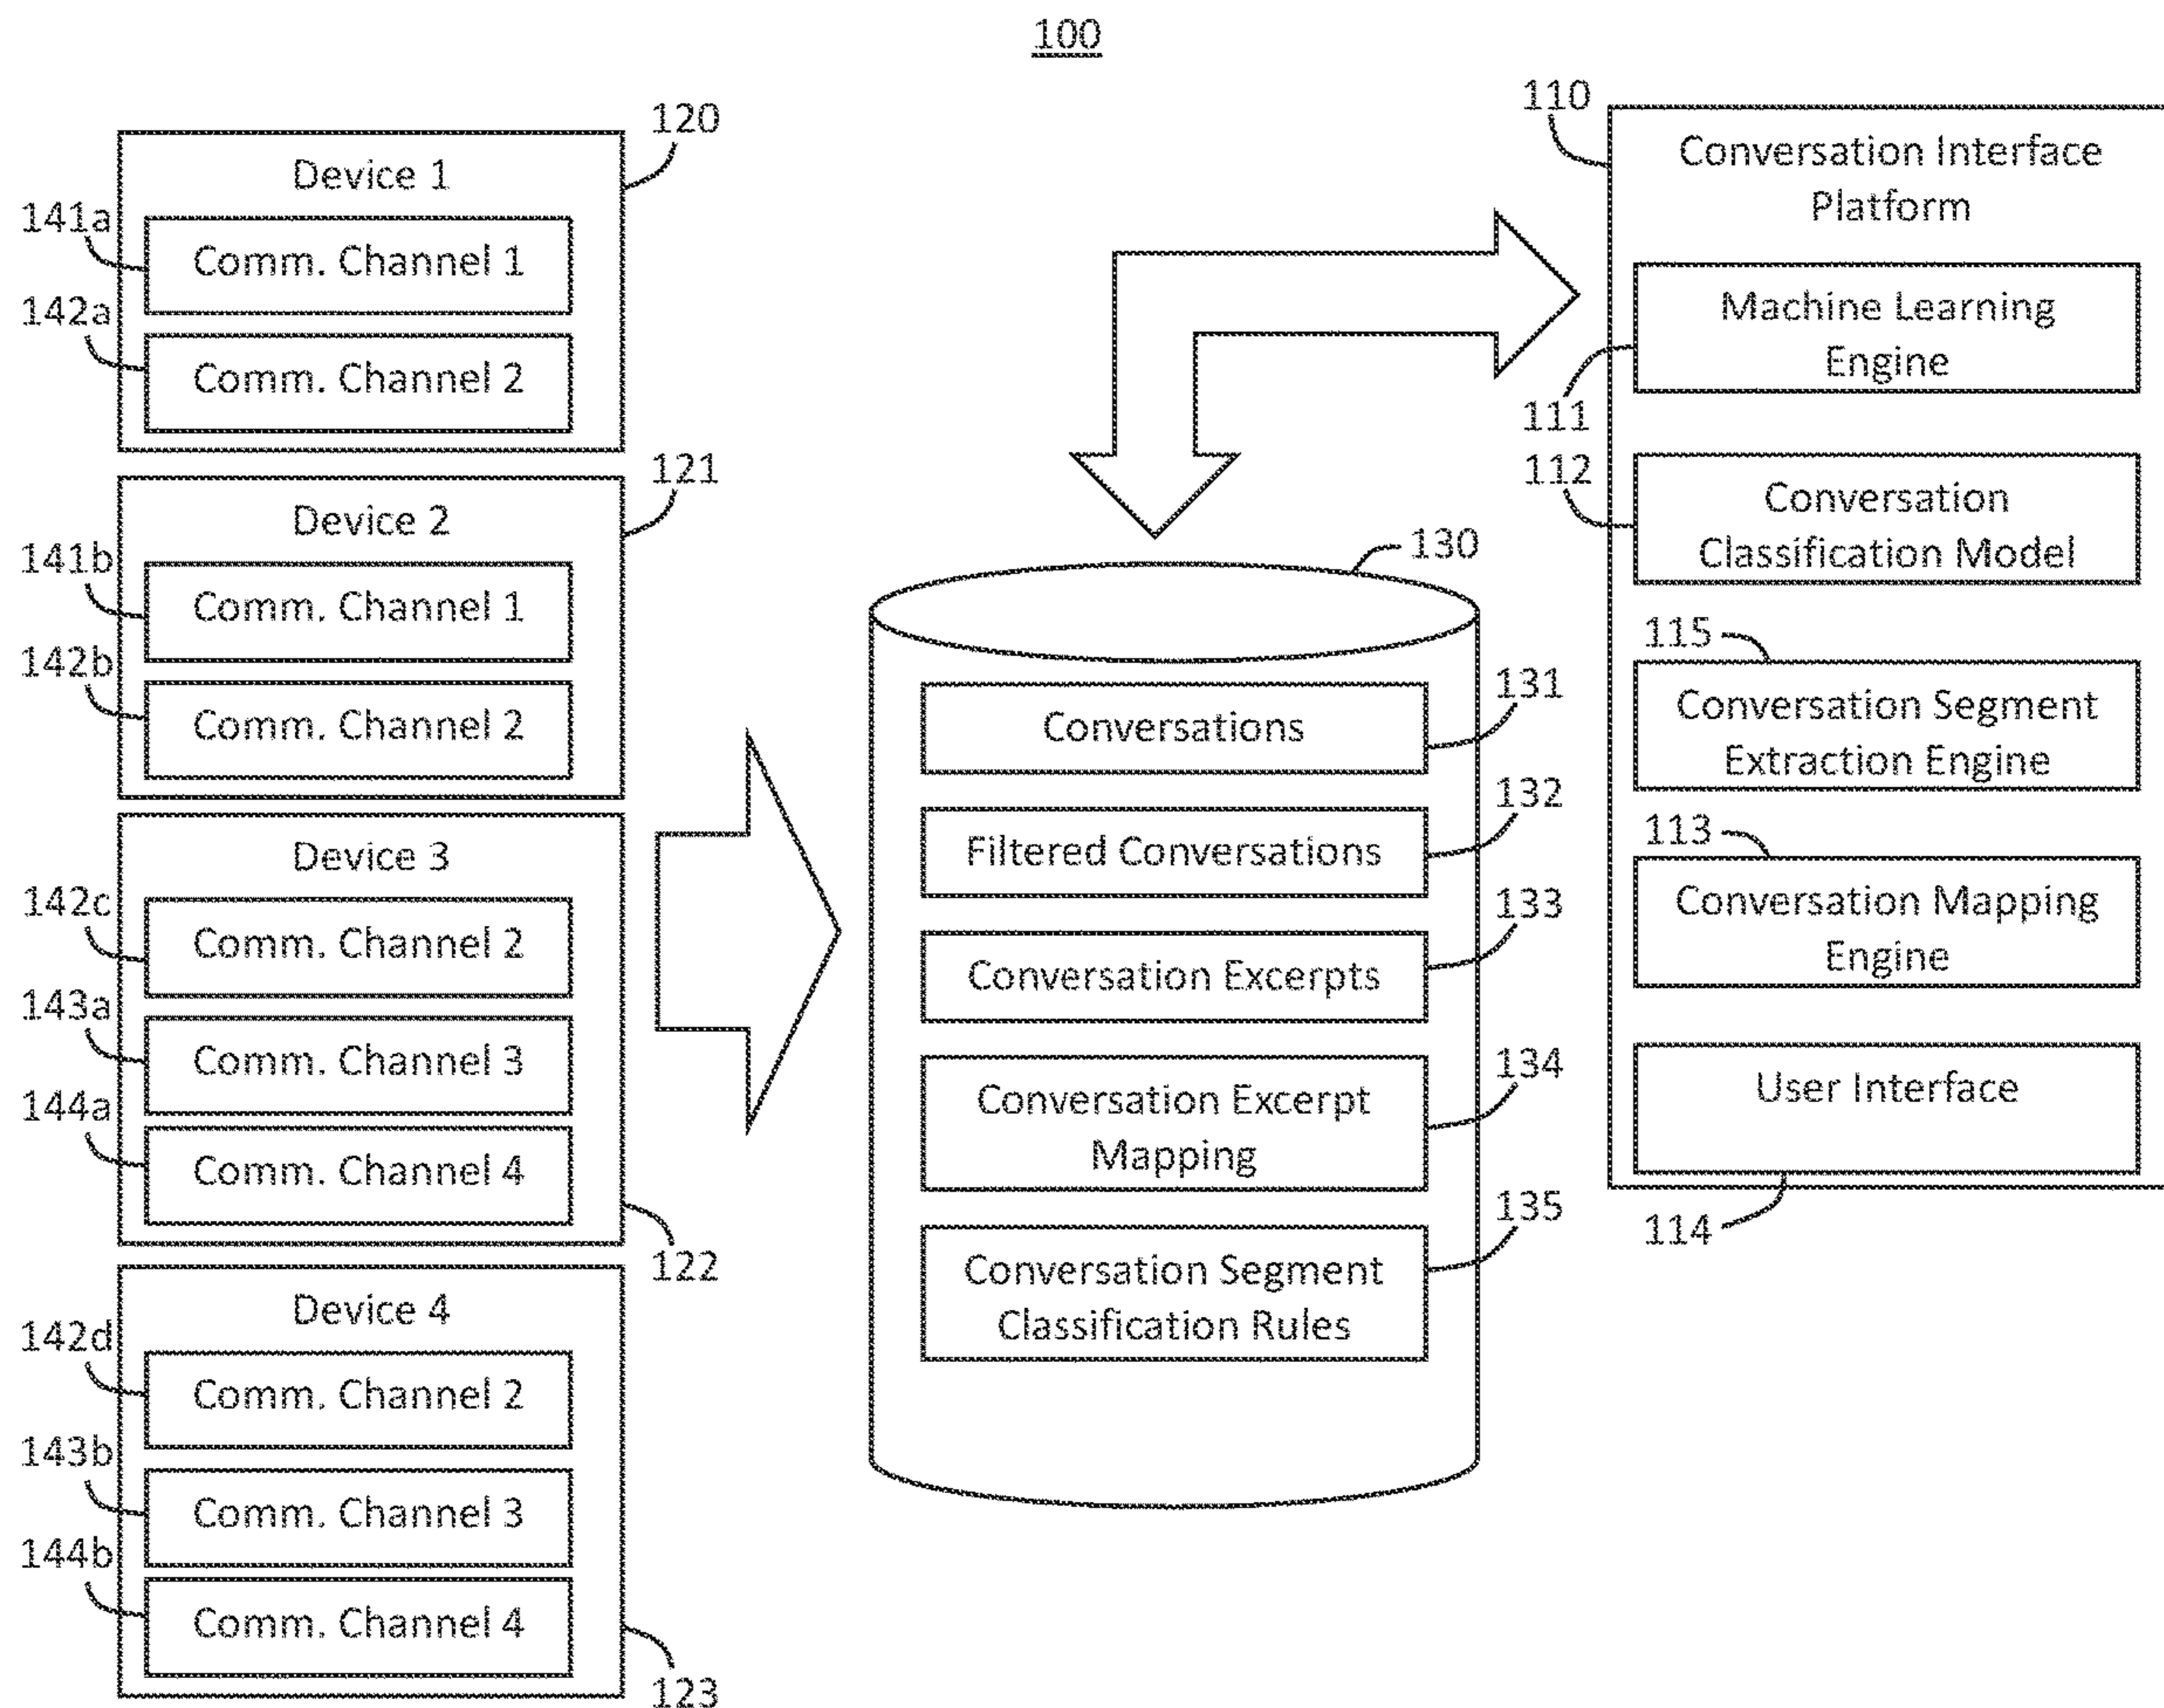 100
120
Device 1
141a
Comm. Channel 1
142a
Comm. Channel 2
121
Device 2
141b
Comm. Channel 1
142b
Comm. Channel 2
Device 3
142c
Comm. Channel 2
143a
Comm. Channel 3
144a
Comm. Channel 4
122
Device 4
142d
Comm. Channel 2
143b
Comm. Channel 3
144b
Comm. Channel 4
123
130
Conversations
131
Filtered Conversations
132
Conversation Excerpts
133
Conversation Excerpt
Mapping
134
Conversation Segment
Classification Rules
135
110
Conversation Interface
Platform
Machine Learning
Engine
111
112
Conversation
Classification Model
115
Conversation Segment
Extraction Engine
113
Conversation Mapping
Engine
User Interface
114